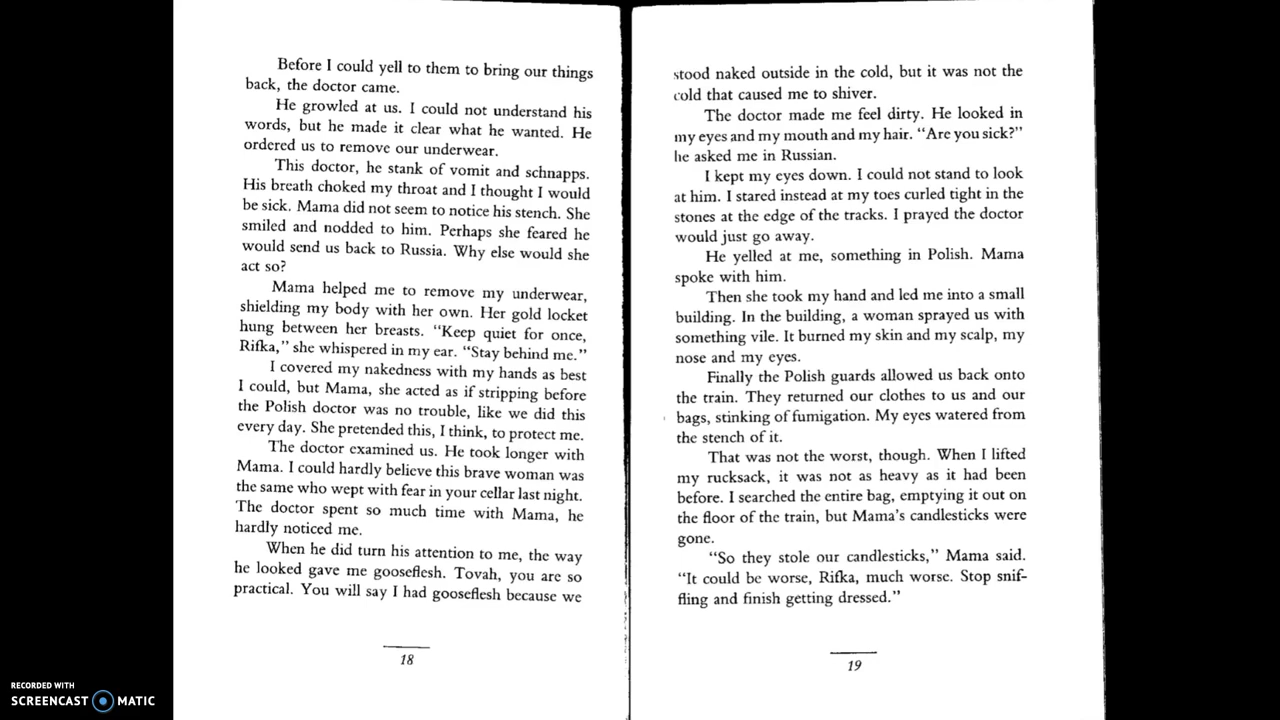 Before I could yell to them to bring our things
back, the doctor came.
He growled at us. I could not understand his
words, but he made it clear what he wanted. He
ordered us to remove our underwear.
This doctor, he stank of vomit and schnapps.
His breath choked my throat and I thought I would
be sick. Mama did not seem to notice his stench. She
smiled and nodded to him. Perhaps she feared he
would send us back to Russia. Why else would she
act so?
Mama helped me to remove my underwear,
shielding my body with her own. Her gold locket
hung between her breasts. “Keep quiet for once,
Rifka,” she whispered in my ear. “Stay behind me.”
I covered my nakedness with my hands as best
I could, but Mama, she acted as if stripping before
the Polish doctor was no trouble, like we did this
every day. She pretended this, I think, to protect me.
The doctor examined us. He took longer with
Mama. I could hardly believe this brave woman was
the same who wept with fear in your cellar last night.
The doctor spent so much time with Mama, he
hardly noticed me.
When he did turn his attention to me, the way
he looked gave me gooseflesh. Tovah, you are so
practical. You will say I had gooseflesh because we
18
stood naked outside in the cold, but it was not the
cold that caused me to shiver.
The doctor made me feel dirty. He looked in
my eyes and my mouth and my hair. “Are you sick?”
he asked me in Russian.
I kept my eyes down. I could not stand to look
at him. I stared instead at my toes curled tight in the
stones at the edge of the tracks. I prayed the doctor
would just go away.
He yelled at me, something in Polish. Mama
spoke with him.
Then she took my hand and led me into a small
building. In the building, a woman sprayed us with
something vile. It burned my skin and my scalp, my
nose and my eyes.
Finally the Polish guards allowed us back onto
the train. They returned our clothes to us and our
bags, stinking of fumigation. My eyes watered from
the stench of it.
That was not the worst, though. When I lifted
my rucksack, it was not as heavy as it had been
before. I searched the entire bag, emptying it out on
the floor of the train, but Mama’s candlesticks were
gone.
“So they stole our candlesticks,” Mama said.
“It could be worse, Rifka, much worse. Stop snif-
fling and finish getting dressed.”
19
RECORDED WITH
SCREENCAST MATIC